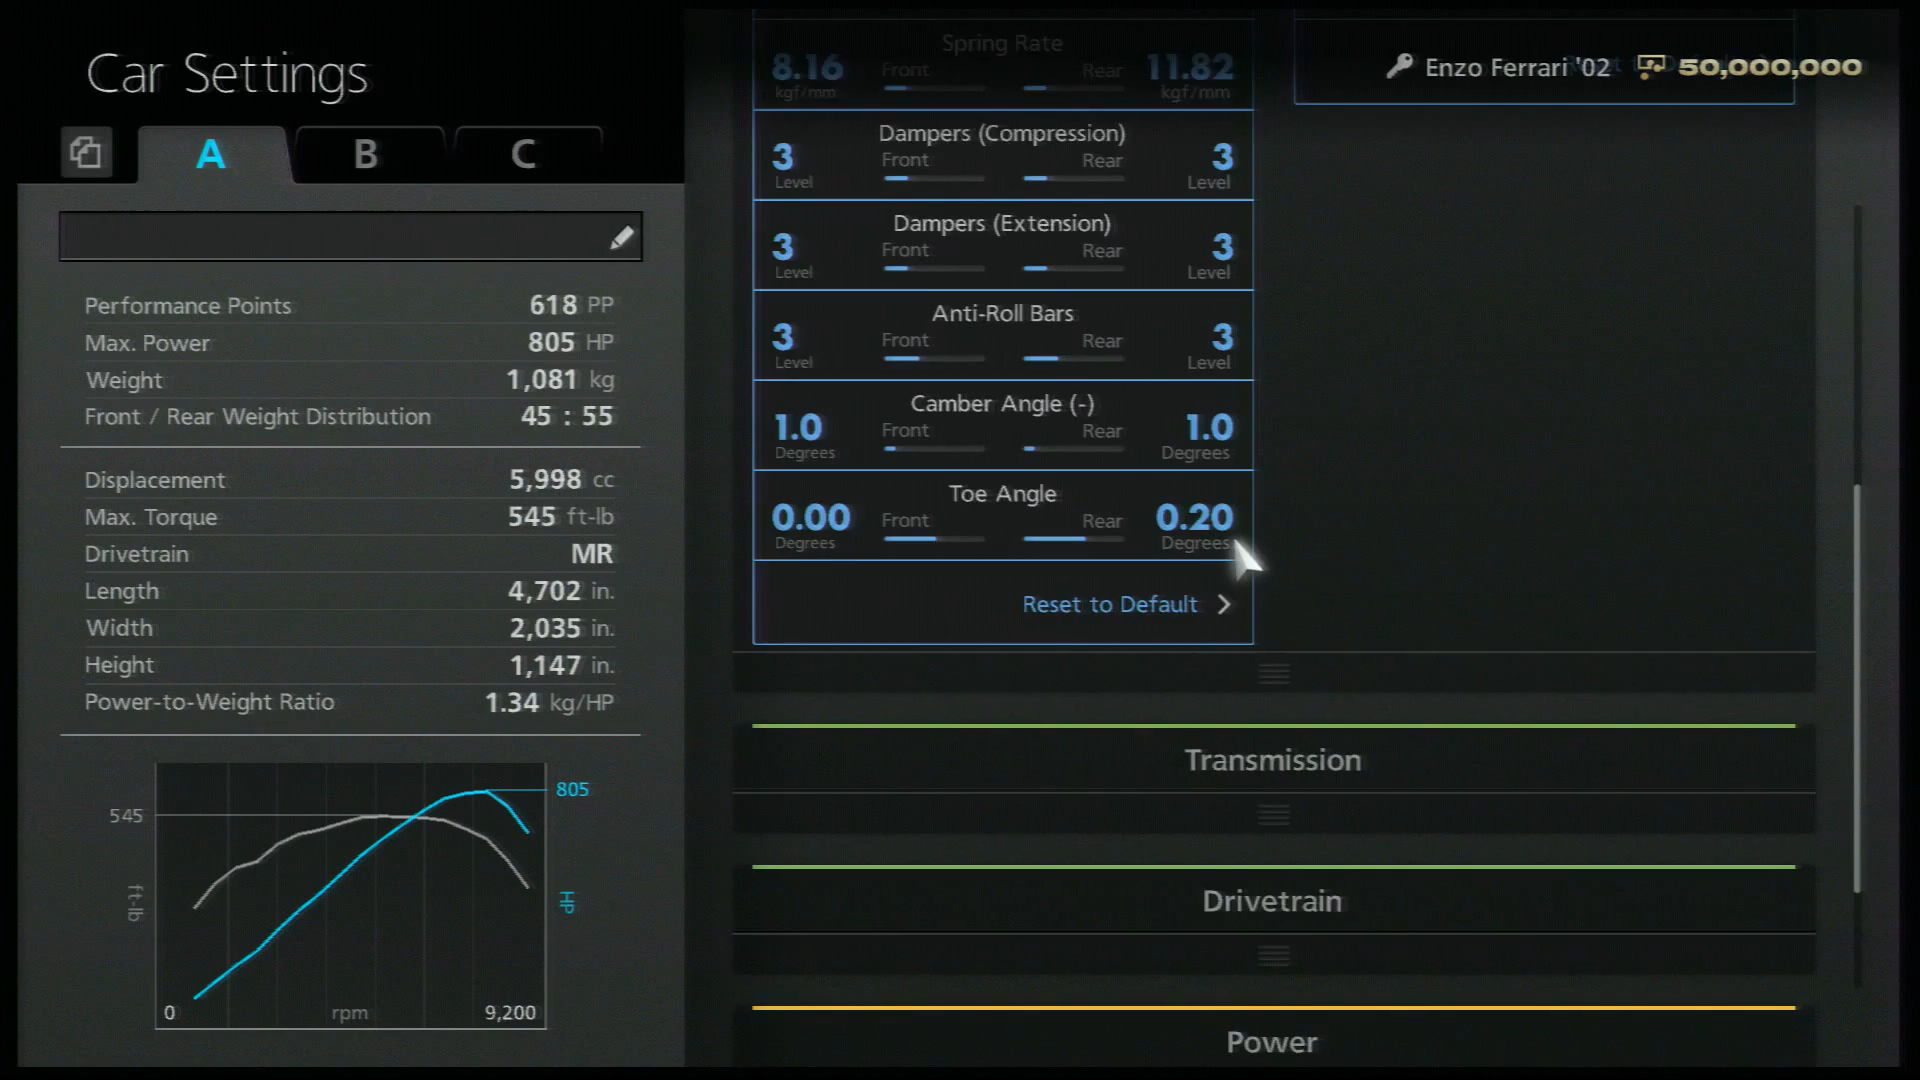 Car Settings
A
B
C
Performance Points 618 PP
Max. Power 805 HP
Weight 1,081 kg
Front / Rear Weight Distribution 45 : 55
Displacement 5,998 cc
Max. Torque 545 ft-lb
Drivetrain MR
Length 4,702 in.
Width 2,035 in.
Height 1,147 in.
Power-to-Weight Ratio 1.34 kg/HP
805
545
ft-lb
HP
0 rpm 9,200
Spring Rate
8.16 Front Rear 11.82
kgf/mm kgf/mm
Dampers (Compression)
3 Front Rear 3
Level Level
Dampers (Extension)
3 Front Rear 3
Level Level
Anti-Roll Bars
3 Front Rear 3
Level Level
Camber Angle (-)
1.0 Front Rear 1.0
Degrees Degrees
Toe Angle
0.00 Front Rear 0.20
Degrees Degrees
Reset to Default
Enzo Ferrari '02 50,000,000
Transmission
Drivetrain
Power